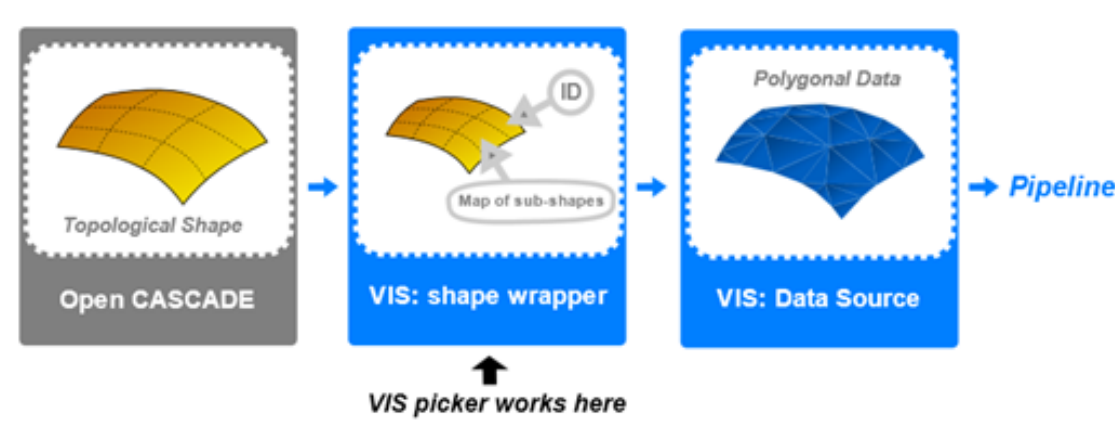 Topological Shape
Open CASCADE
ID
Map of sub-shapes
VIS: shape wrapper
Polygonal Data
VIS: Data Source
Pipeline
VIS picker works here